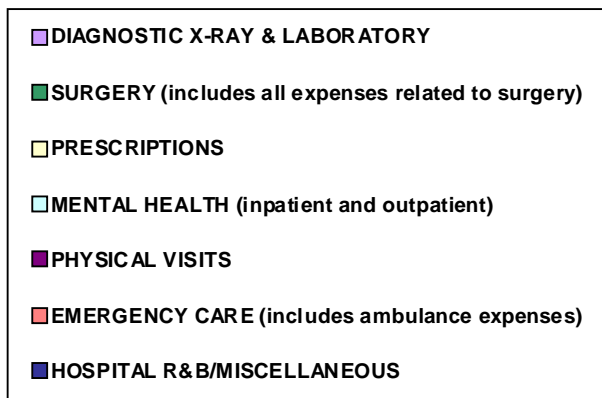 DIAGNOSTIC X-RAY & LABORATORY
SURGERY (includes all expenses related to surgery)
PRESCRIPTIONS
MENTAL HEALTH (inpatient and outpatient)
PHYSICAL VISITS
EMERGENCY CARE (includes ambulance expenses)
HOSPITAL R&B/MISCELLANEOUS